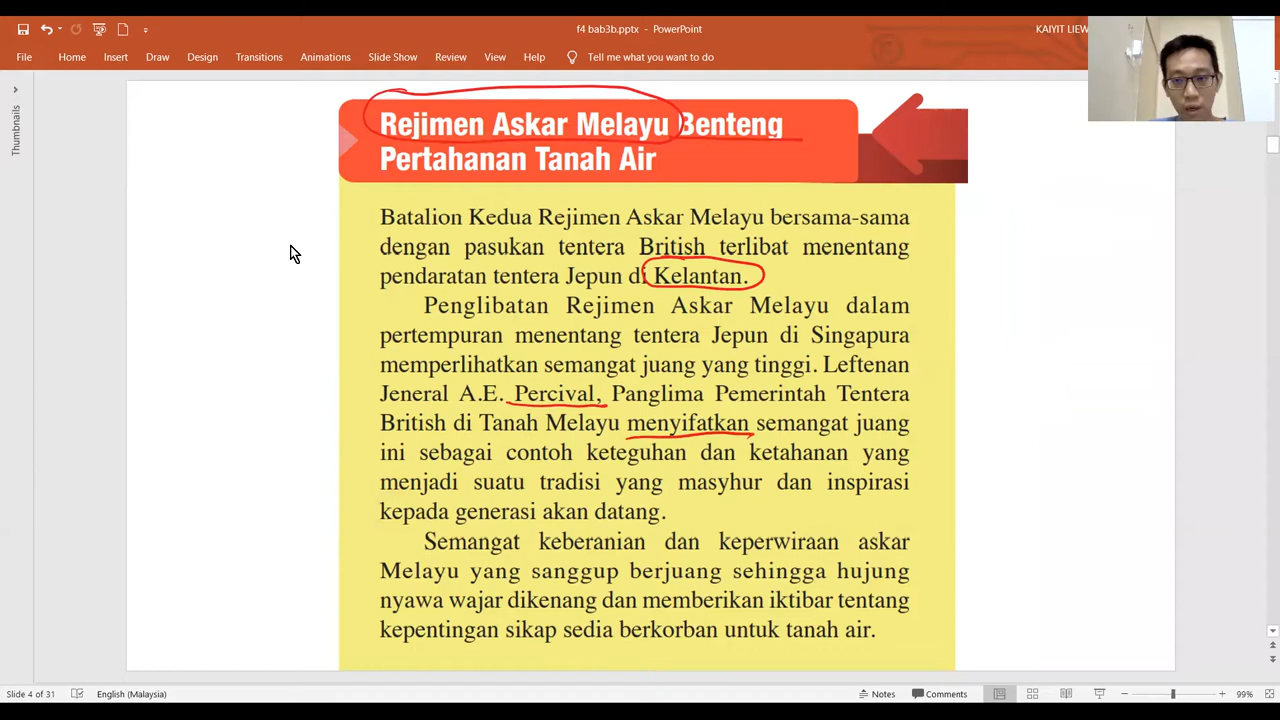 f4 bab3b.pptx - PowerPoint
KAIYIT LIEW
File Home Insert Draw Design Transitions Animations Slide Show Review View Help Tell me what you want to do
Thumbnails
Rejimen Askar Melayu Benteng
Pertahanan Tanah Air
Batalion Kedua Rejimen Askar Melayu bersama-sama
dengan pasukan tentera British terlibat menentang
pendaratan tentera Jepun di Kelantan.
Penglibatan Rejimen Askar Melayu dalam
pertempuran menentang tentera Jepun di Singapura
memperlihatkan semangat juang yang tinggi. Leftenan
Jeneral A.E. Percival, Panglima Pemerintah Tentera
British di Tanah Melayu menyifatkan semangat juang
ini sebagai contoh keteguhan dan ketahanan yang
menjadi suatu tradisi yang masyhur dan inspirasi
kepada generasi akan datang.
Semangat keberanian dan keperwiraan askar
Melayu yang sanggup berjuang sehingga hujung
nyawa wajar dikenang dan memberikan iktibar tentang
kepentingan sikap sedia berkorban untuk tanah air.
Slide 4 of 31 English (Malaysia) Notes Comments 99%